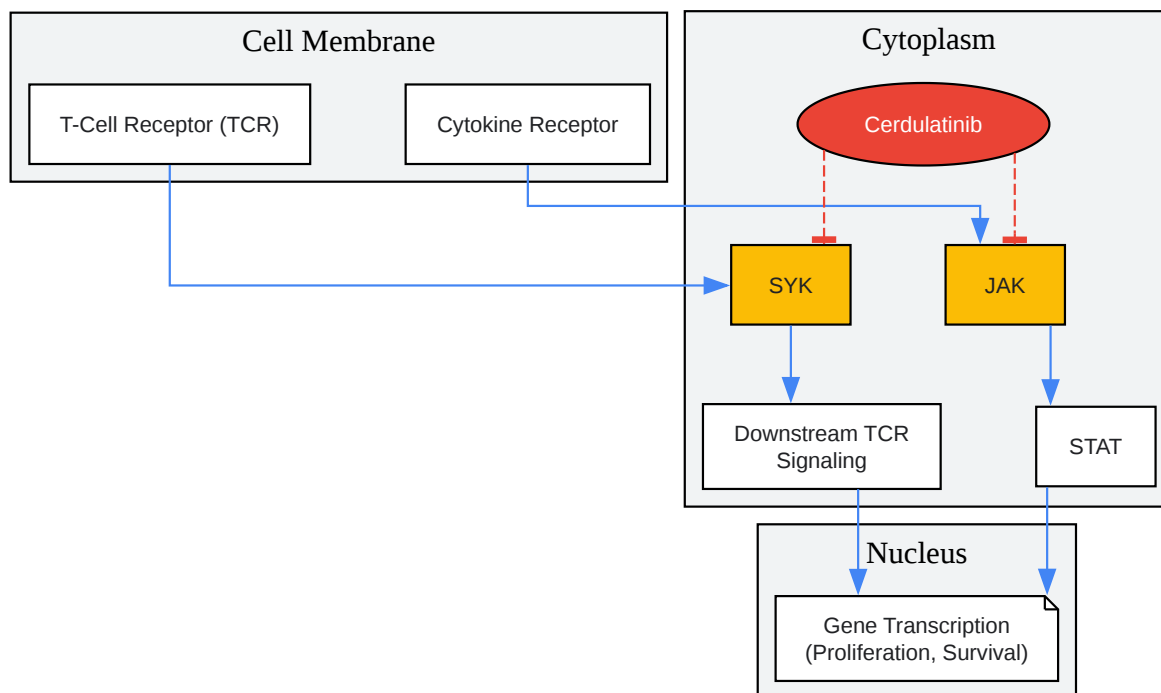 Cell Membrane
T-Cell Receptor (TCR)
Cytokine Receptor
Cytoplasm
Cerdulatinib
SYK
JAK
Downstream TCR
Signaling
STAT
Nucleus
Gene Transcription
(Proliferation, Survival)